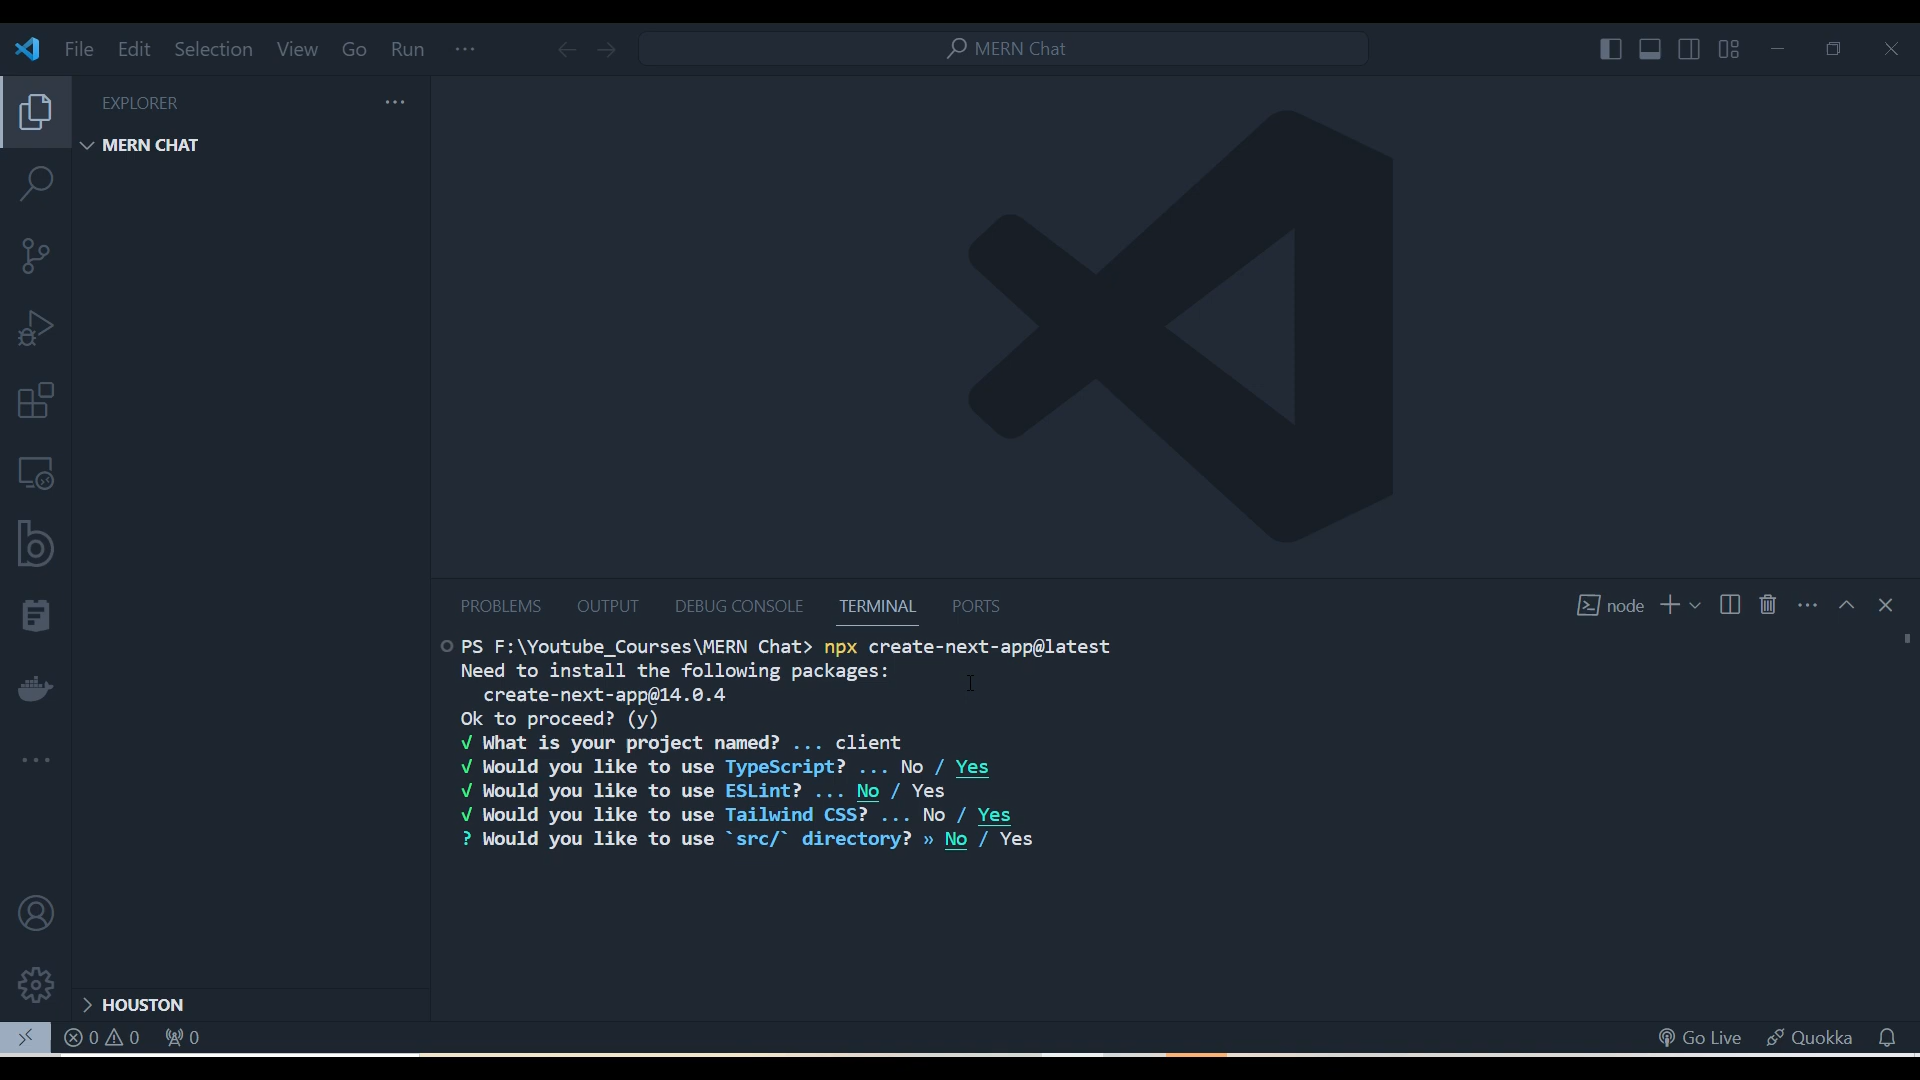 File Edit Selection View Go Run ··· MERN Chat
EXPLORER ···
MERN CHAT
PROBLEMS OUTPUT DEBUG CONSOLE TERMINAL PORTS node
PS F:\Youtube_Courses\MERN Chat> npx create-next-app@latest
Need to install the following packages:
create-next-app@14.0.4
Ok to proceed? (y)
√ What is your project named? ... client
√ Would you like to use TypeScript? ... No / Yes
√ Would you like to use ESLint? ... No / Yes
√ Would you like to use Tailwind CSS? ... No / Yes
? Would you like to use `src/` directory? » No / Yes
HOUSTON
0 0 0 Go Live Quokka